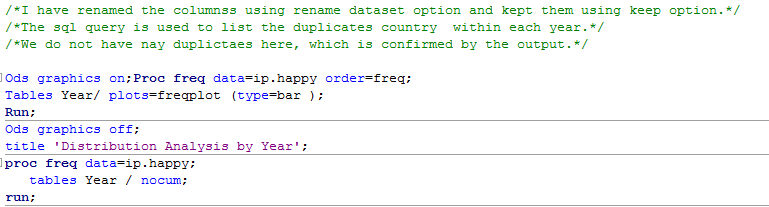 /*I have renamed the columnss using rename dataset option and kept them using keep option.*/
/*The sql query is used to list the duplicates country  within each year.*/
/*We do not have nay duplictaes here, which is confirmed by the output.*/
Ods graphics on;Proc freq data=ip.happy order=freq;
Tables Year/ plots=freqplot (type=bar );
Run;
Ods graphics off;
title 'Distribution Analysis by Year';
proc freq data=ip.happy;
   tables Year / nocum;
run;